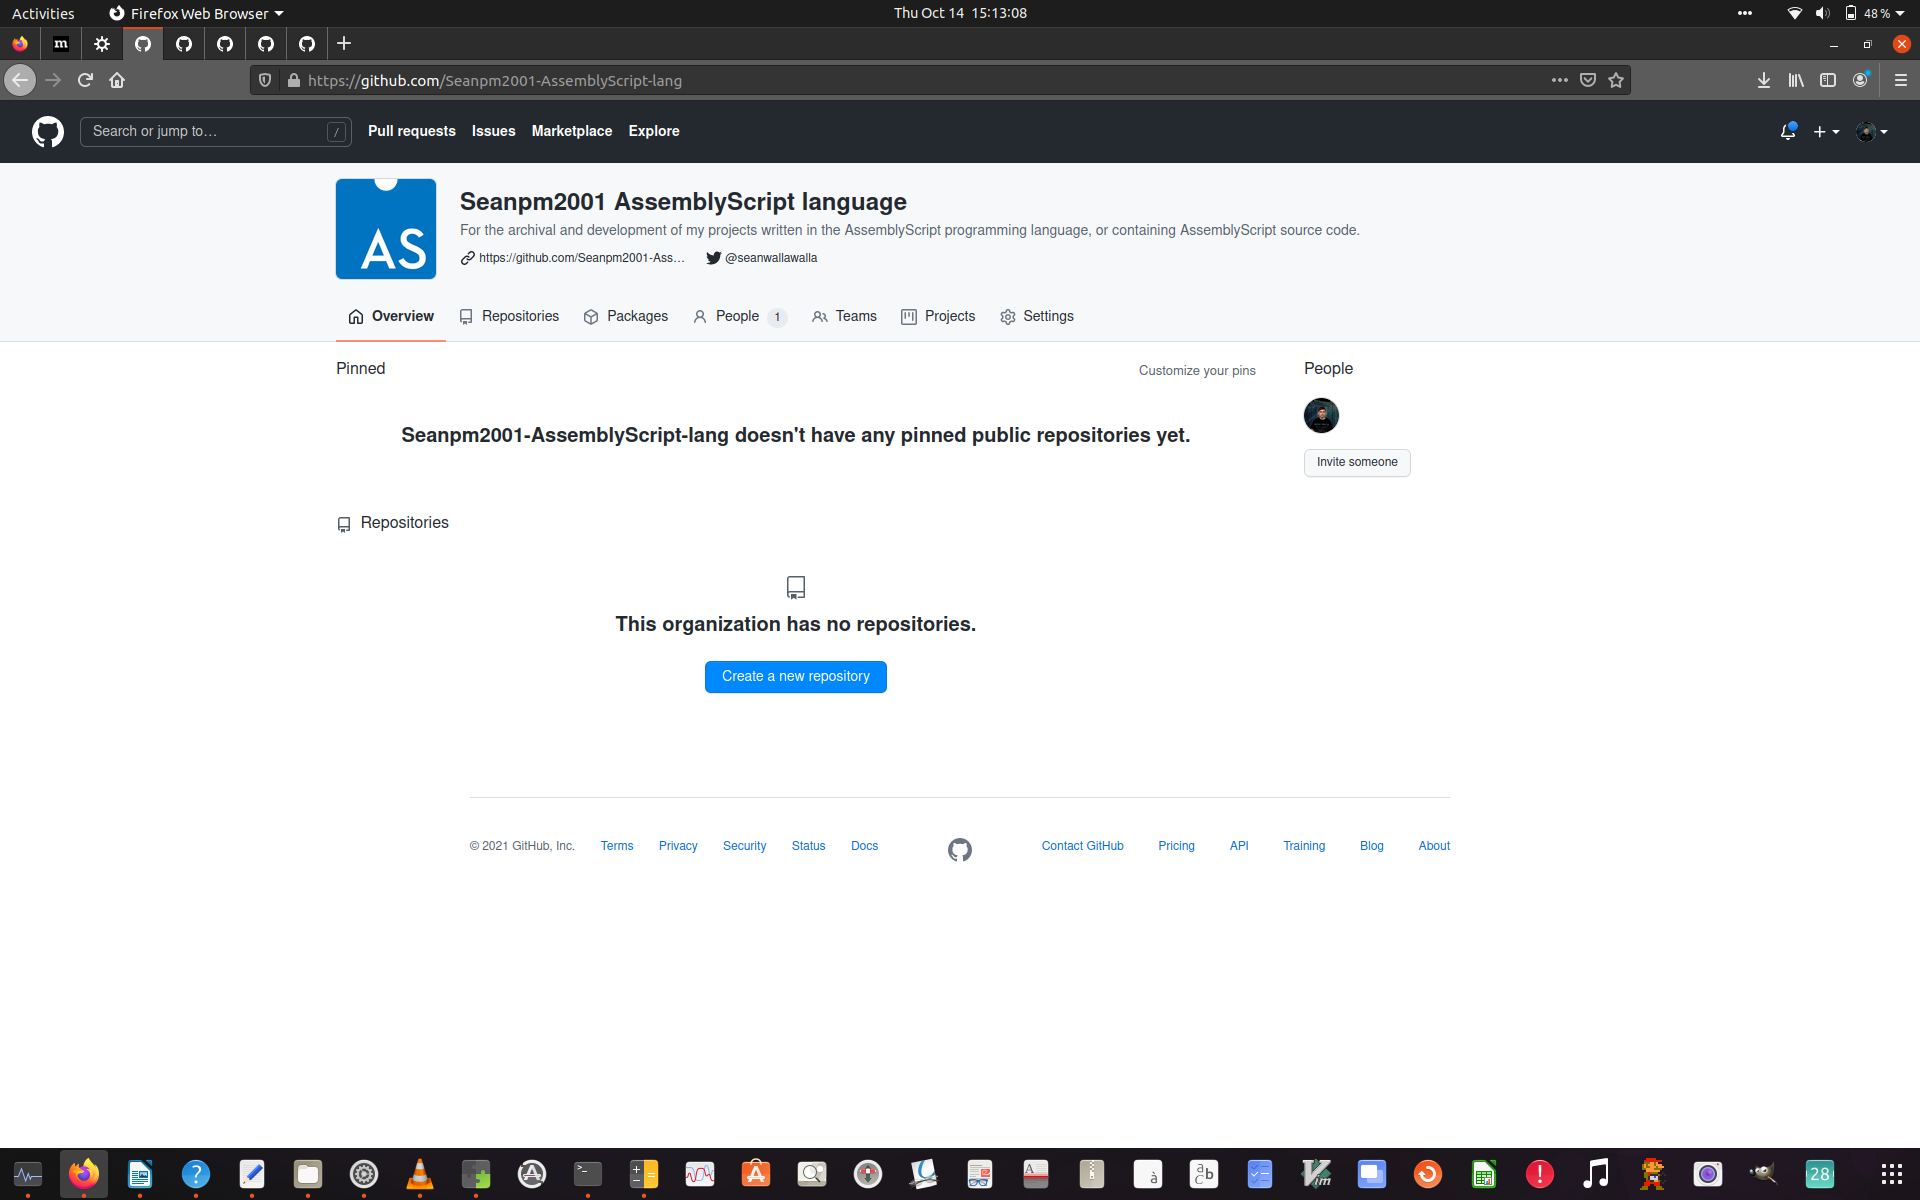 Activities Firefox Web Browser Thu Oct 14 15:13:08 48 %
m
https://github.com/Seanpm2001-AssemblyScript-lang
Search or jump to… / Pull requests Issues Marketplace Explore
AS
Seanpm2001 AssemblyScript language
For the archival and development of my projects written in the AssemblyScript programming language, or containing AssemblyScript source code.
https://github.com/Seanpm2001-Ass… @seanwallawalla
Overview Repositories Packages People 1 Teams Projects Settings
Pinned Customize your pins People
Seanpm2001-AssemblyScript-lang doesn't have any pinned public repositories yet.
Invite someone
Repositories
This organization has no repositories.
Create a new repository
© 2021 GitHub, Inc. Terms Privacy Security Status Docs Contact GitHub Pricing API Training Blog About
28